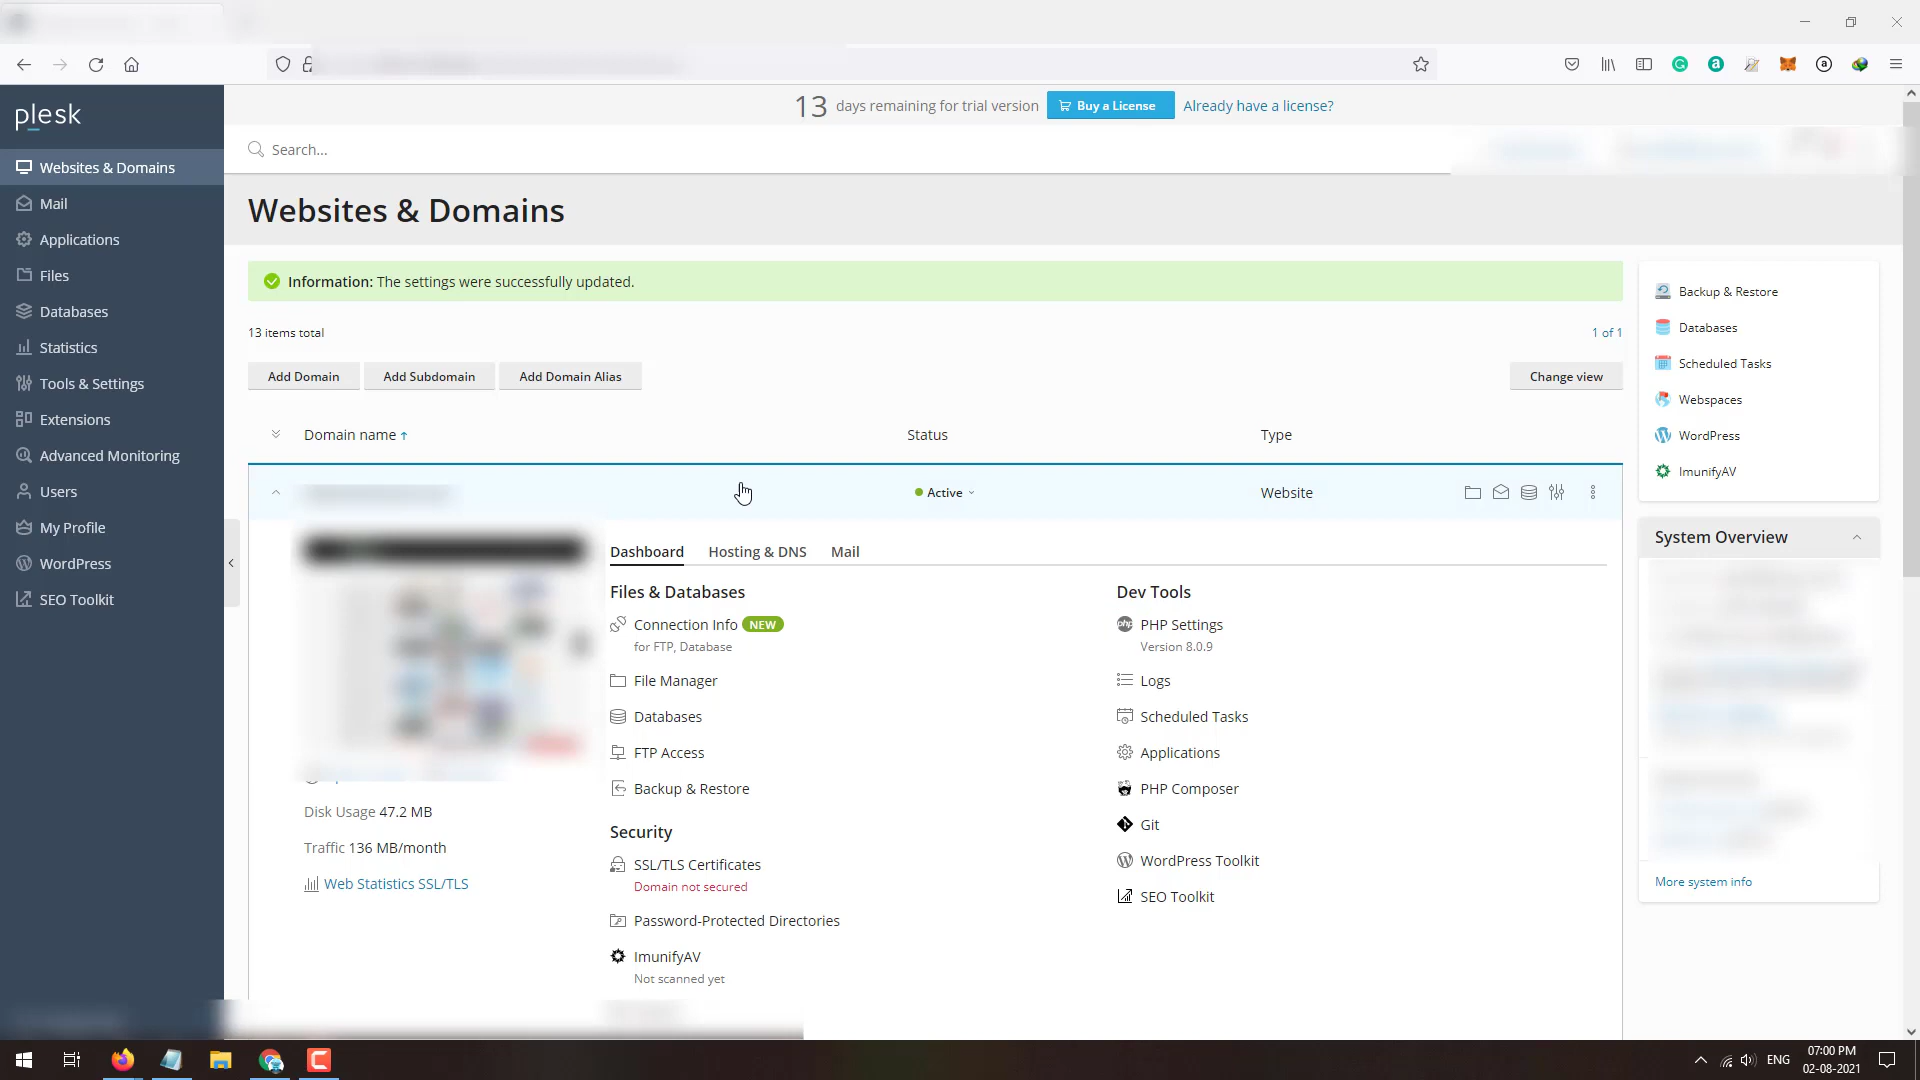 plesk
Websites & Domains
Mail
Applications
Files
Databases
Statistics
Tools & Settings
Extensions
Advanced Monitoring
Users
My Profile
WordPress
SEO Toolkit
13 days remaining for trial version
Buy a License
Already have a license?
Search...
Websites & Domains
Information: The settings were successfully updated.
13 items total
1 of 1
Add Domain
Add Subdomain
Add Domain Alias
Change view
Domain name
Status
Type
Active
Website
Dashboard
Hosting & DNS
Mail
Files & Databases
Connection Info NEW
for FTP, Database
File Manager
Databases
FTP Access
Backup & Restore
Security
SSL/TLS Certificates
Domain not secured
Password-Protected Directories
ImunifyAV
Not scanned yet
Dev Tools
PHP Settings
Version 8.0.9
Logs
Scheduled Tasks
Applications
PHP Composer
Git
WordPress Toolkit
SEO Toolkit
Disk Usage 47.2 MB
Traffic 136 MB/month
Web Statistics SSL/TLS
Backup & Restore
Databases
Scheduled Tasks
Webspaces
WordPress
ImunifyAV
System Overview
More system info
ENG
07:00 PM
02-08-2021